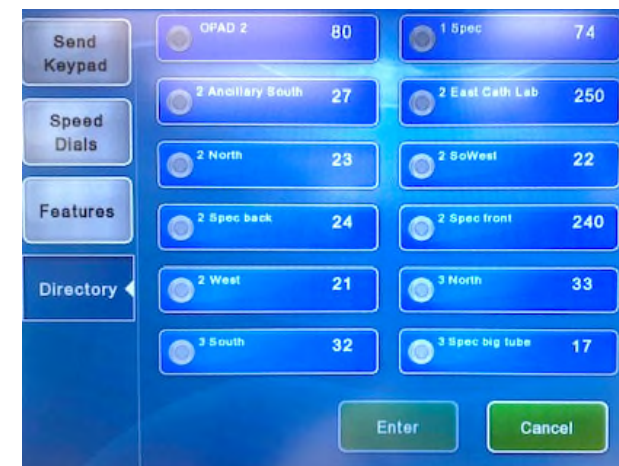 Send
Keypad
Speed
Dials
Features
Directory
OPAD 2 80
1 Spec 74
2 Ancillary South 27
2 East Cath Lab 250
2 North 23
2 SoWest 22
2 Spec back 24
2 Spec front 240
2 West 21
3 North 33
3 South 32
3 Spec big tube 17
Enter
Cancel